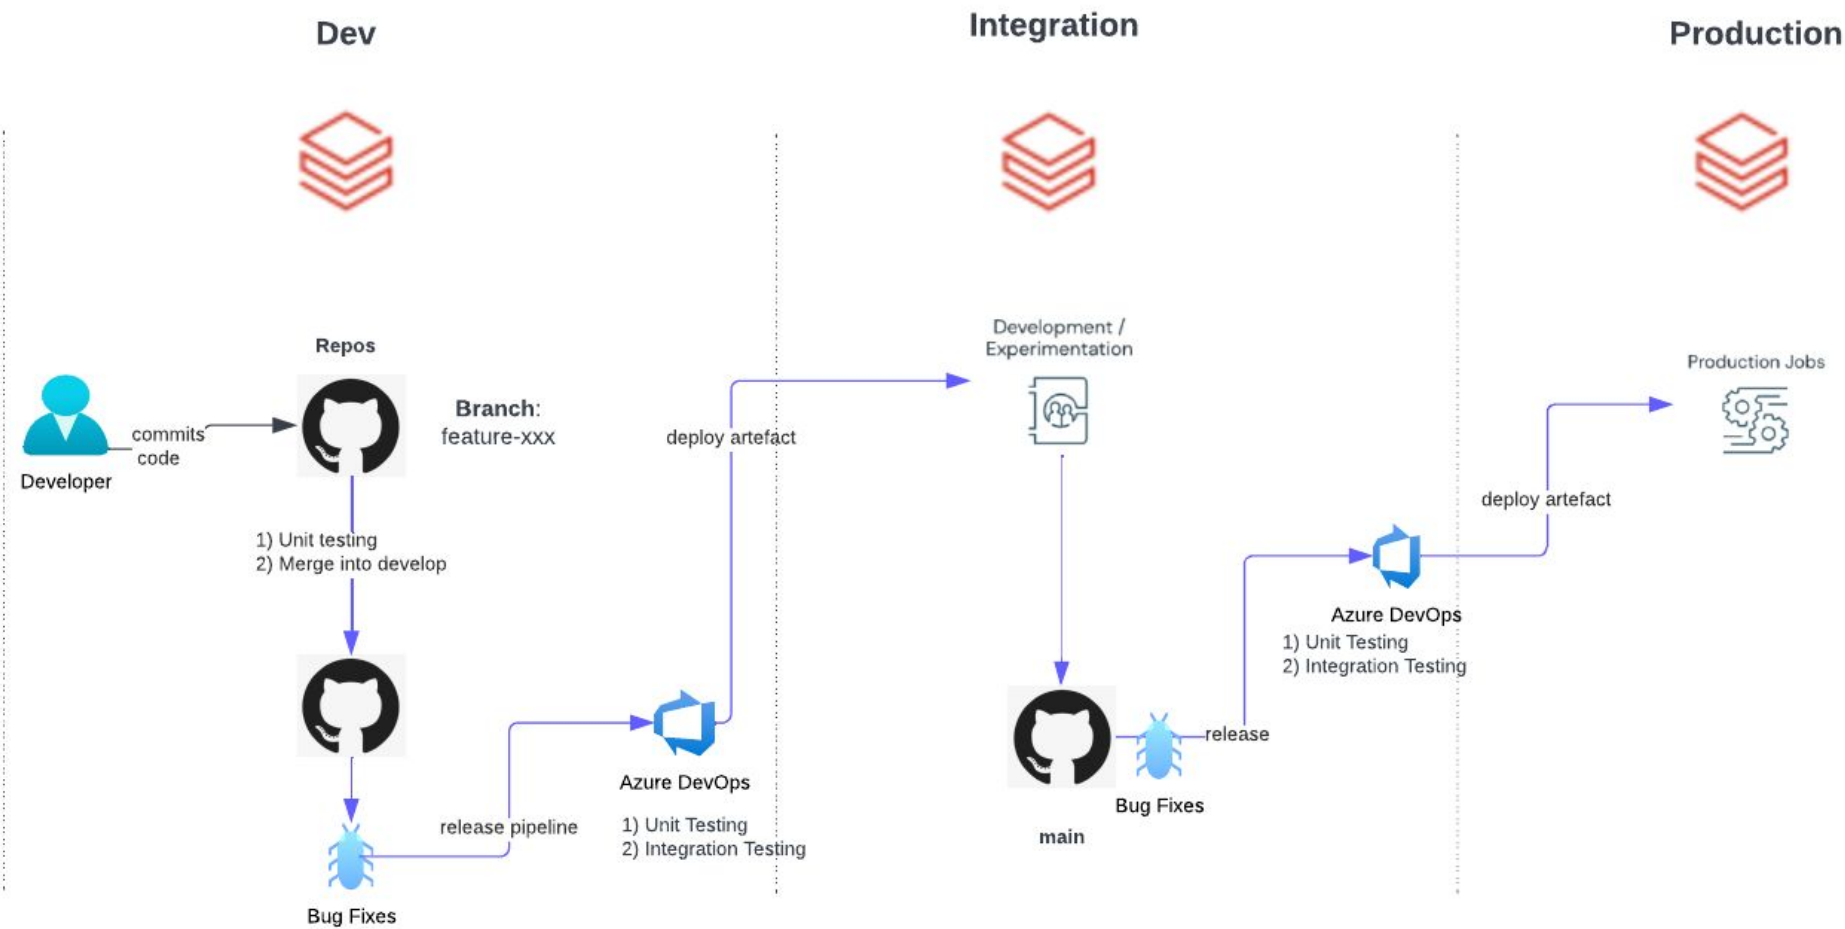 Dev
Integration
Production
Repos
Branch:
feature-xxx
commits
code
Developer
1) Unit testing
2) Merge into develop
Bug Fixes
release pipeline
Azure DevOps
1) Unit Testing
2) Integration Testing
deploy artefact
Development /
Experimentation
main
Bug Fixes
release
Azure DevOps
1) Unit Testing
2) Integration Testing
deploy artefact
Production Jobs